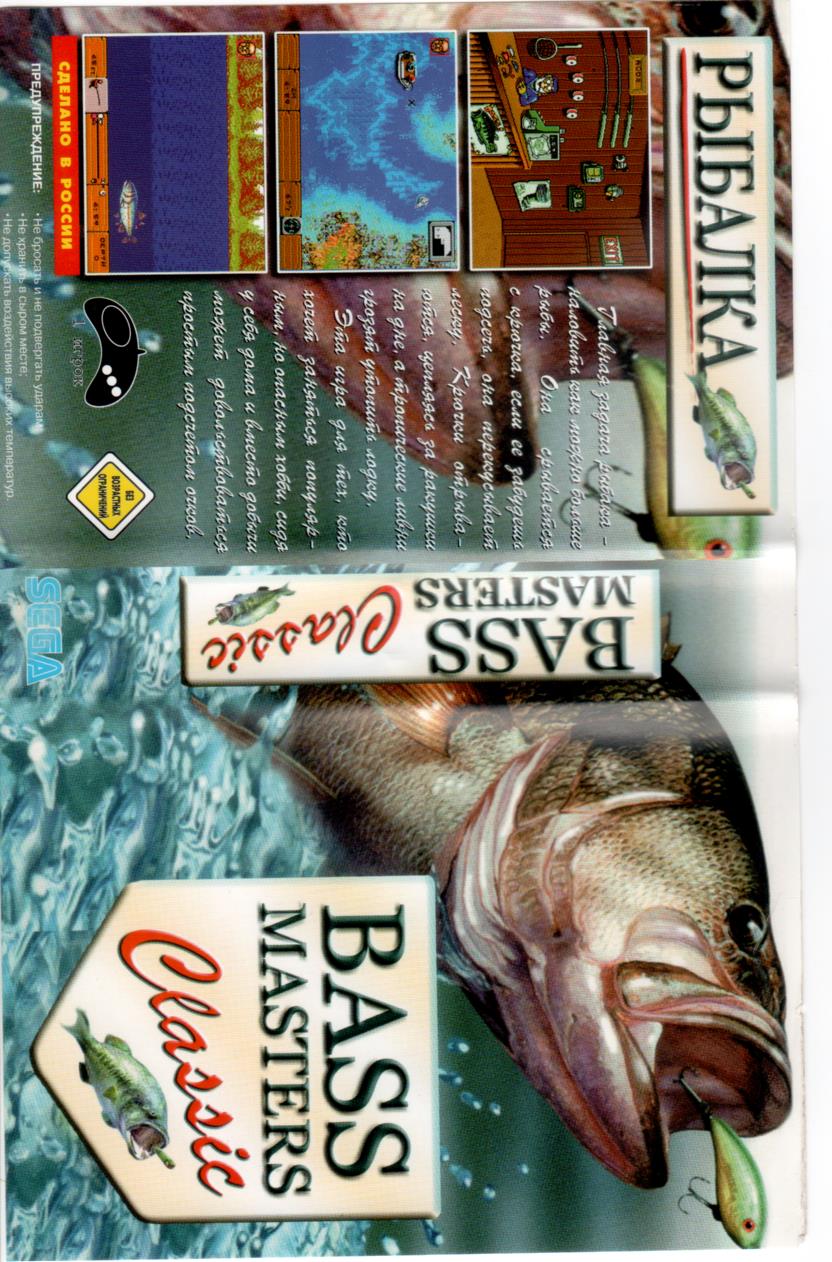 РЫБАЛКА
EXIT
Главная задача рыбака –
наловить как можно больше
рыбы. Она срывается
с крючка, если ее забудешь
подсечь, она перекусывает
леску. Крючки отрыва-
ются, цепляясь за ракушки
на дне, а тропические ливни
грозят утопить лодку.
Эта игра для тех, кто
хочет заняться популяр-
ным, но опасным хобби, сидя
у себя дома и вместо добычи
может довольствоваться
простым подсчетом очков.
DEPTH
0
1 игрок
БЕЗ
ВОЗРАСТНЫХ
ОГРАНИЧЕНИЙ
СДЕЛАНО В РОССИИ
ПРЕДУПРЕЖДЕНИЕ:
• Не бросать и не подвергать ударам;
• Не хранить в сыром месте;
• Не допускать воздействия высоких температур.
BASS
MASTERS
Classic
SEGA
BASS
MASTERS
Classic